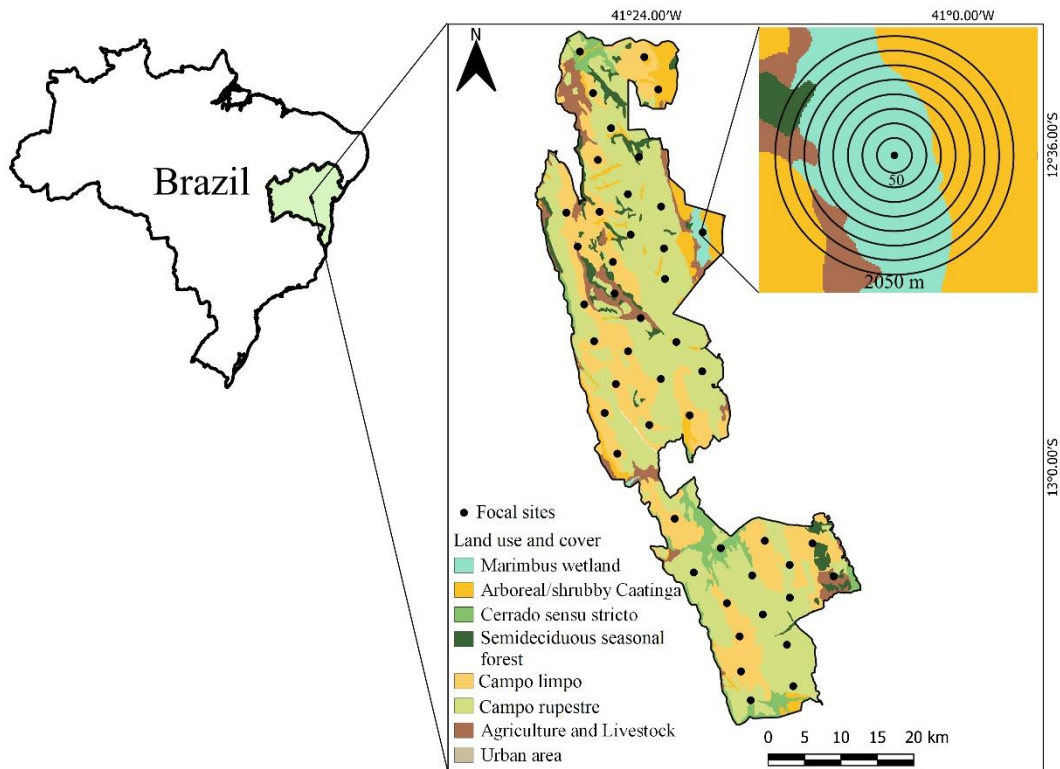 41°24.00'W
41°0.00'W
N
Brazil
12°36.00'S
50
2050 m
13°0.00'S
Focal sites
Land use and cover
Marimbus wetland
Arboreal/shrubby Caatinga
Cerrado sensu stricto
Semideciduous seasonal
forest
Campo limpo
Campo rupestre
Agriculture and Livestock
Urban area
0 5 10 15 20 km